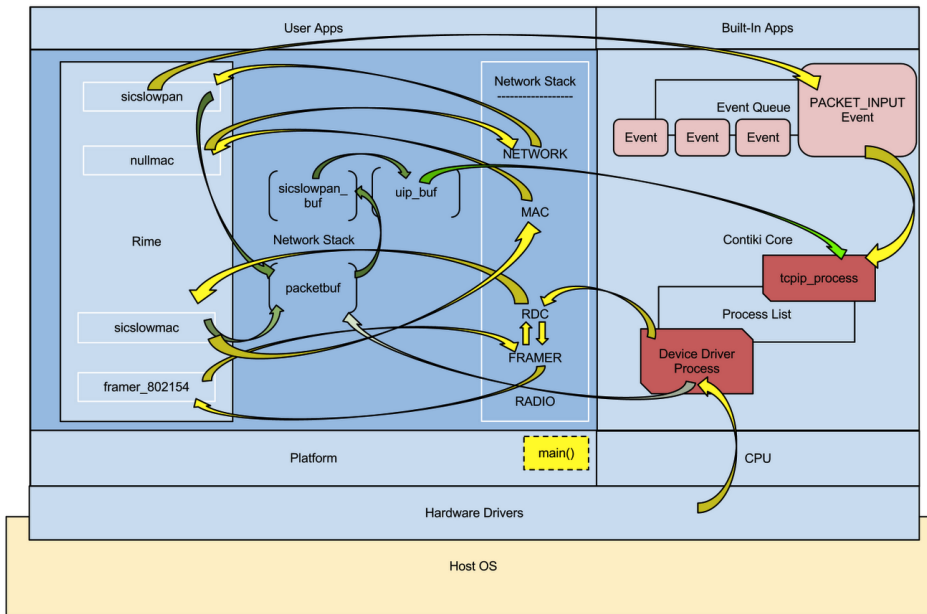 User Apps
Built-In Apps
sicslowpan
nullmac
Rime
sicslowmac
framer_802154
sicslowpan_
buf
uip_buf
Network Stack
packetbuf
Network Stack
-------------------
NETWORK
MAC
RDC
FRAMER
RADIO
Event Queue
Event
Event
Event
PACKET_INPUT
Event
Contiki Core
tcpip_process
Process List
Device Driver
Process
Platform
main()
CPU
Hardware Drivers
Host OS